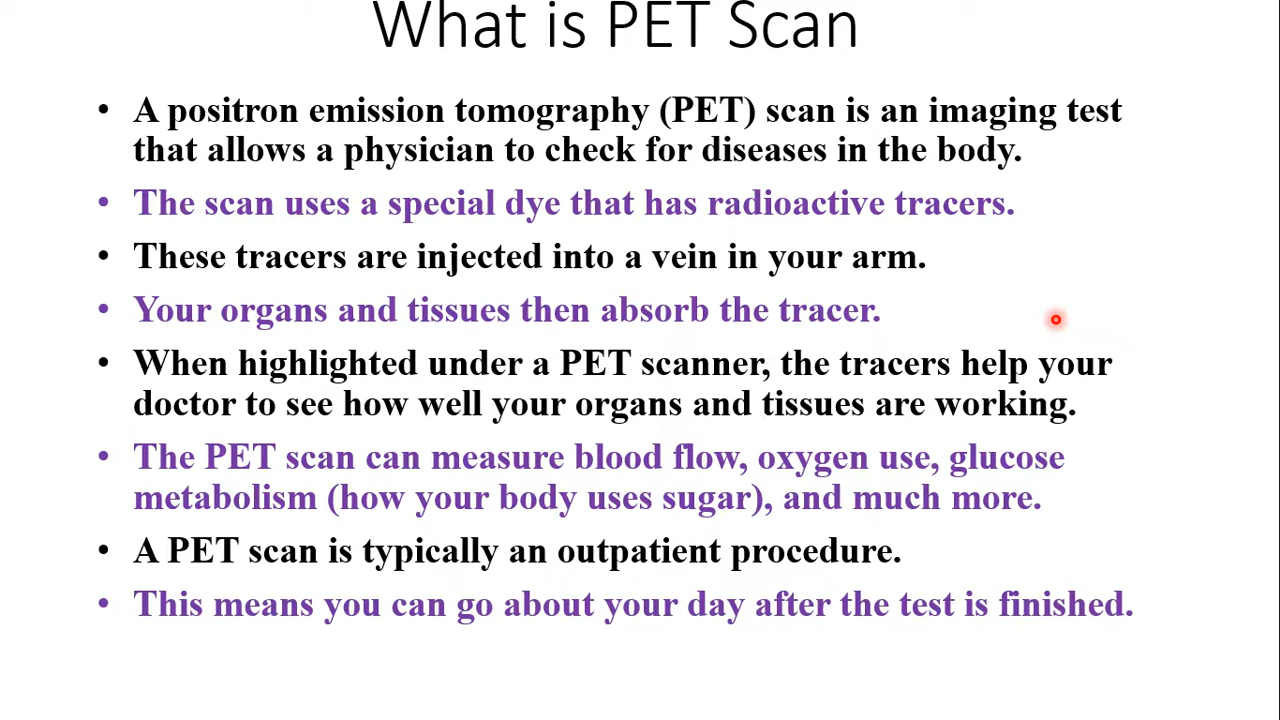 What is PET Scan
• A positron emission tomography (PET) scan is an imaging test
that allows a physician to check for diseases in the body.
• The scan uses a special dye that has radioactive tracers.
• These tracers are injected into a vein in your arm.
• Your organs and tissues then absorb the tracer.
• When highlighted under a PET scanner, the tracers help your
doctor to see how well your organs and tissues are working.
• The PET scan can measure blood flow, oxygen use, glucose
metabolism (how your body uses sugar), and much more.
• A PET scan is typically an outpatient procedure.
• This means you can go about your day after the test is finished.